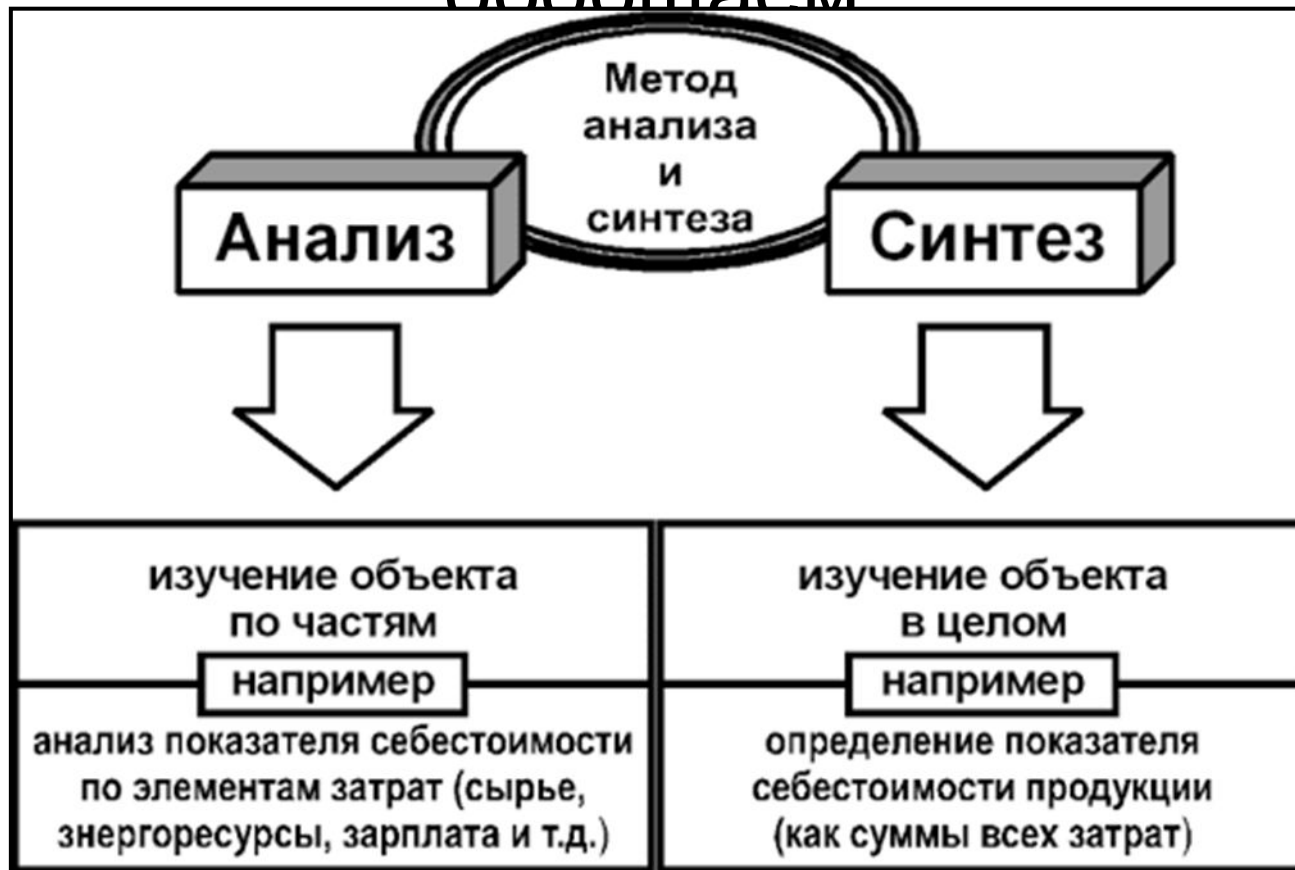 Метод
анализа
и
синтеза
Анализ
Синтез
изучение объекта
по частям
например
анализ показателя себестоимости
по элементам затрат (сырье,
знергоресурсы, зарплата и т.д.)
изучение объекта
в целом
например
определение показателя
себестоимости продукции
(как суммы всех затрат)